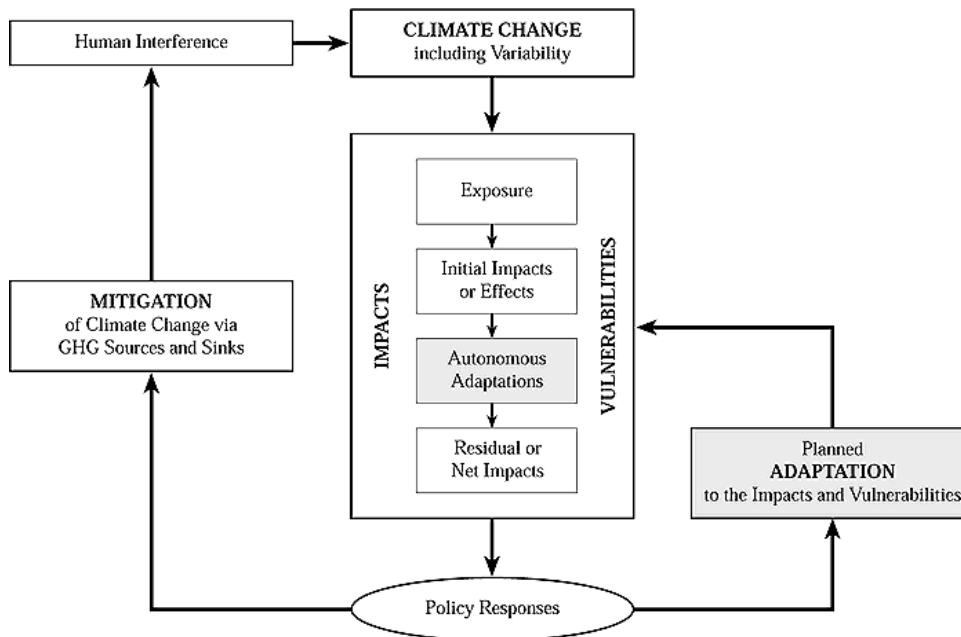 Human Interference
CLIMATE CHANGE
including Variability
IMPACTS
Exposure
Initial Impacts
or Effects
Autonomous
Adaptations
Residual or
Net Impacts
VULNERABILITIES
MITIGATION
of Climate Change via
GHG Sources and Sinks
Planned
ADAPTATION
to the Impacts and Vulnerabilities
Policy Responses